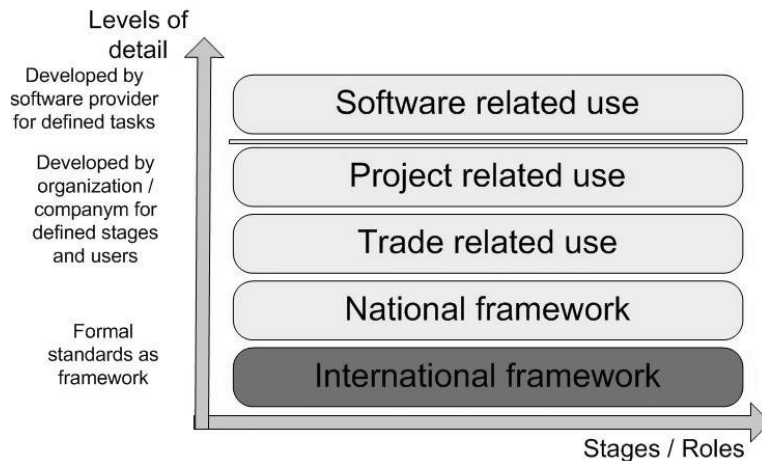 Levels of
detail
Developed by
software provider
for defined tasks
Software related use
Developed by
organization /
companym for
defined stages
and users
Project related use
Trade related use
National framework
Formal
standards as
framework
International framework
Stages / Roles